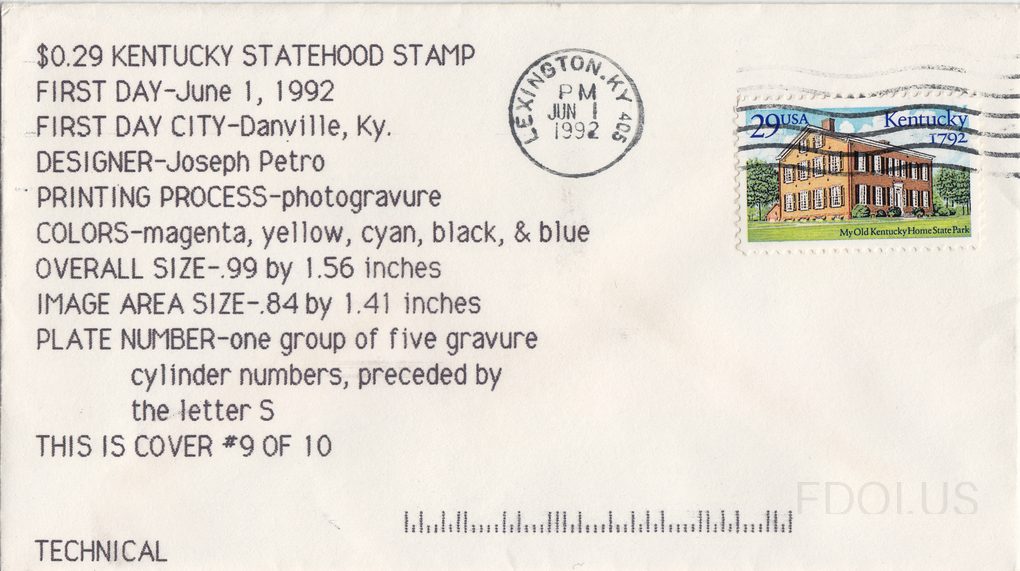 $0.29 KENTUCKY STATEHOOD STAMP
FIRST DAY-June 1, 1992
FIRST DAY CITY-Danville, Ky.
DESIGNER-Joseph Petro
PRINTING PROCESS-photogravure
COLORS-magenta, yellow, cyan, black, & blue
OVERALL SIZE-.99 by 1.56 inches
IMAGE AREA SIZE-.84 by 1.41 inches
PLATE NUMBER-one group of five gravure
cylinder numbers, preceded by
the letter S
THIS IS COVER #9 OF 10
TECHNICAL
LEXINGTON, KY 405
PM
JUN 1
1992
29 USA
Kentucky
1792
My Old Kentucky Home State Park
FDOI.US